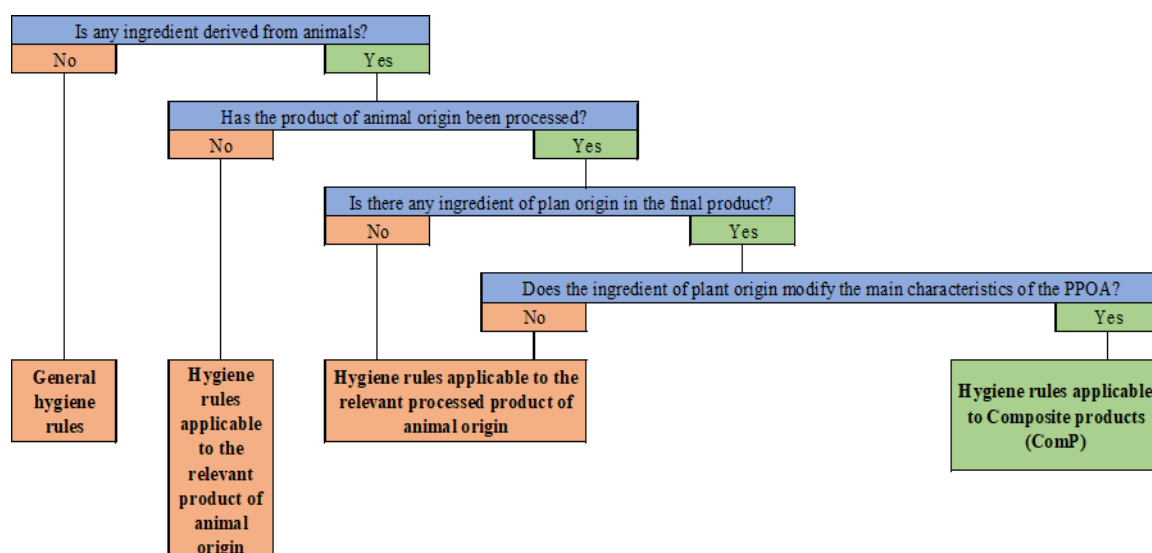 Is any ingredient derived from animals?
No
Yes
Has the product of animal origin been processed?
No
Yes
Is there any ingredient of plan origin in the final product?
No
Yes
Does the ingredient of plant origin modify the main characteristics of the PPOA?
No
Yes
General
hygiene
rules
Hygiene
rules
applicable
to the
relevant
product of
animal
origin
Hygiene rules applicable to the
relevant processed product of
animal origin
Hygiene rules applicable
to Composite products
(ComP)